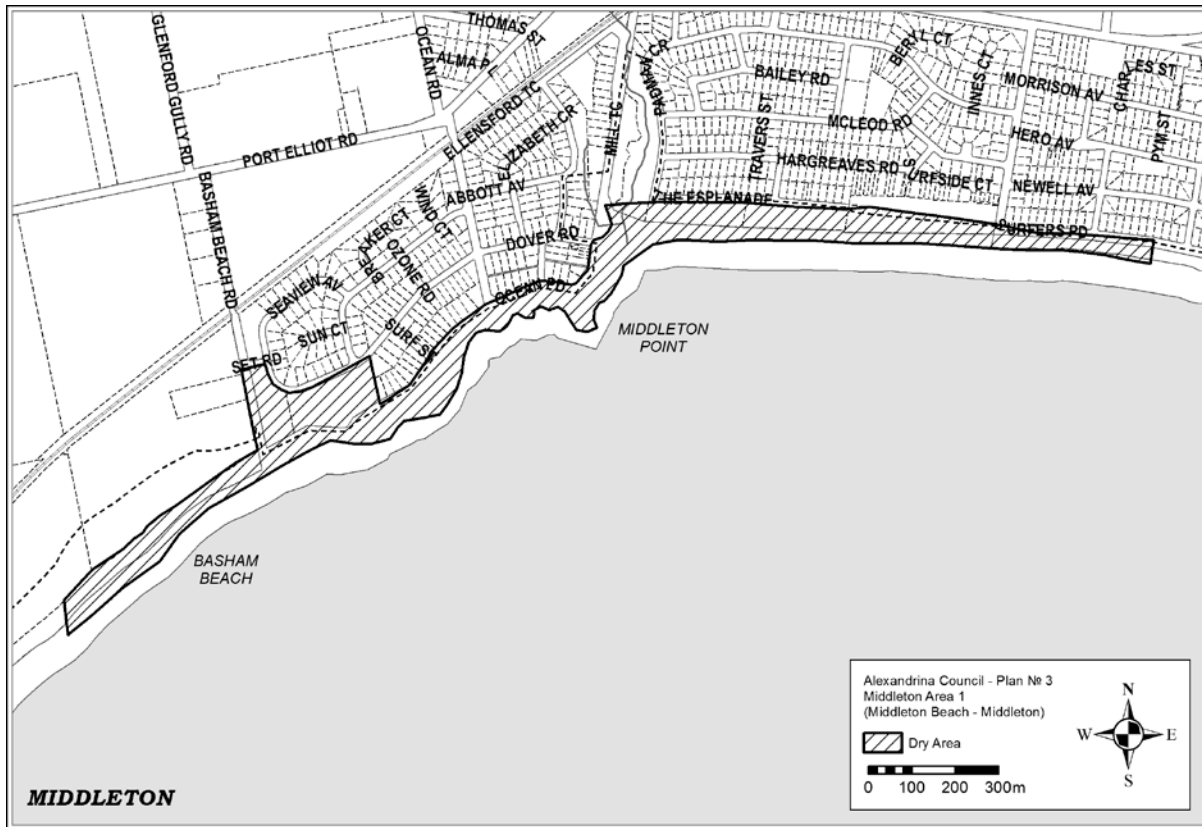 THOMAS ST
GLENFORD GULLY RD
OCEAN RD
ALMA PL
PORT ELLIOT RD
ELLENSFORD TC
ELIZABETH CR
MILL TC
PADMAN CR
BAILEY RD
BERYL CT
INNES CT
MORRISON AV
CHARLES ST
PYM ST
MCLEOD RD
HERO AV
TRAVERS ST
HARGREAVES RD
SURFSIDE CT
NEWELL AV
BASHAM BEACH RD
ABBOTT AV
WIND CT
BREAKER CT
OZONE RD
DOVER RD
THE ESPLANADE
SURFERS PD
SEAVIEW AV
SUN CT
SURF ST
OCEAN PD
SET RD
MIDDLETON
POINT
BASHAM
BEACH
Alexandrina Council - Plan № 3
Middleton Area 1
(Middleton Beach - Middleton)
Dry Area
0 100 200 300m
N
W E
S
MIDDLETON